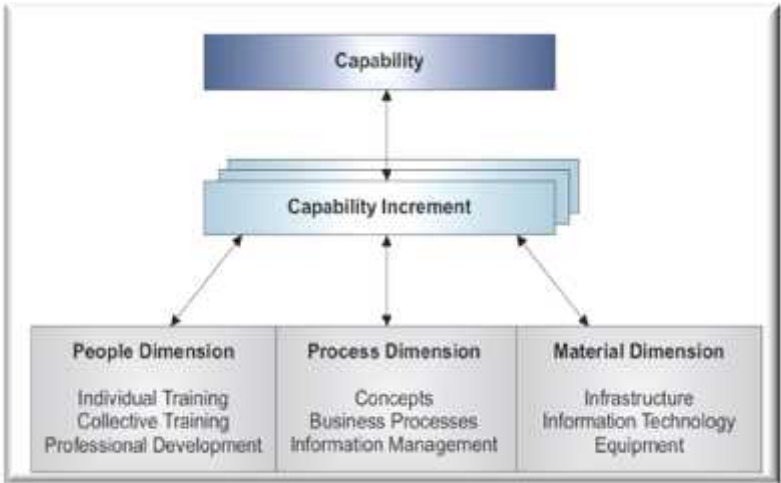 Capability
Capability Increment
People Dimension
Individual Training
Collective Training
Professional Development
Process Dimension
Concepts
Business Processes
Information Management
Material Dimension
Infrastructure
Information Technology
Equipment